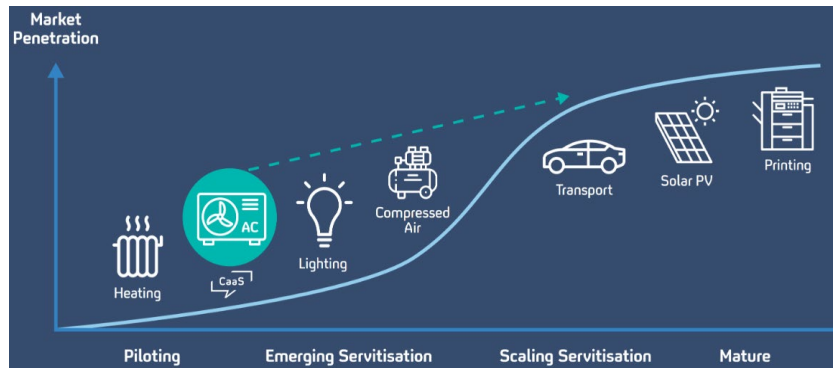 Market
Penetration
AC
CaaS
Heating
Lighting
Compressed
Air
Transport
Solar PV
Printing
Piloting
Emerging Servitisation
Scaling Servitisation
Mature